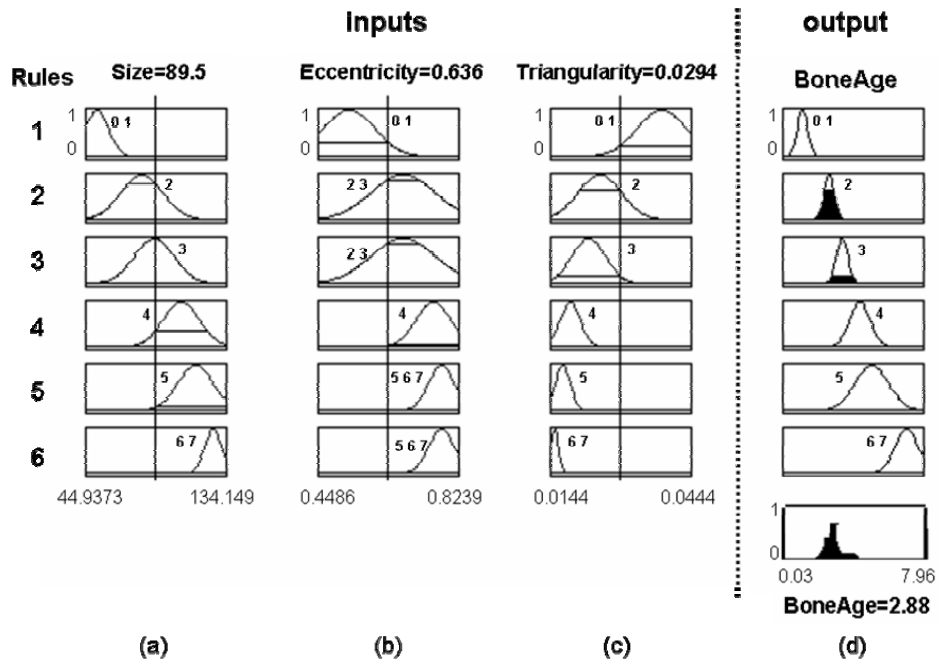 inputs output
Rules Size=89.5 Eccentricity=0.636 Triangularity=0.0294 BoneAge
1 1 0 0 1 1 0 0 1 1 0 0 1 1 0 0 1
2 2 2 3 2 2
3 3 2 3 3 3
4 4 4 4 4
5 5 5 6 7 5 5
6 6 7 5 6 7 6 7 6 7
44.9373 134.149 0.4486 0.8239 0.0144 0.0444
1
0
0.03 7.96
BoneAge=2.88
(a) (b) (c) (d)